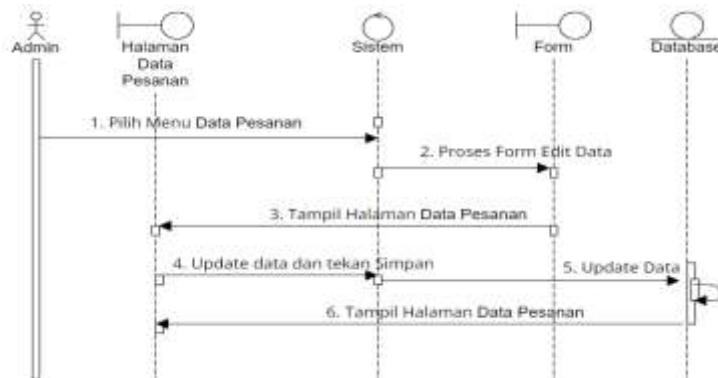 Admin
Halaman
Data
Pesanan
Sistem
Form
Database
1. Pilih Menu Data Pesanan
2. Proses Form Edit Data
3. Tampil Halaman Data Pesanan
4. Update data dan tekan Simpan
5. Update Data
6. Tampil Halaman Data Pesanan